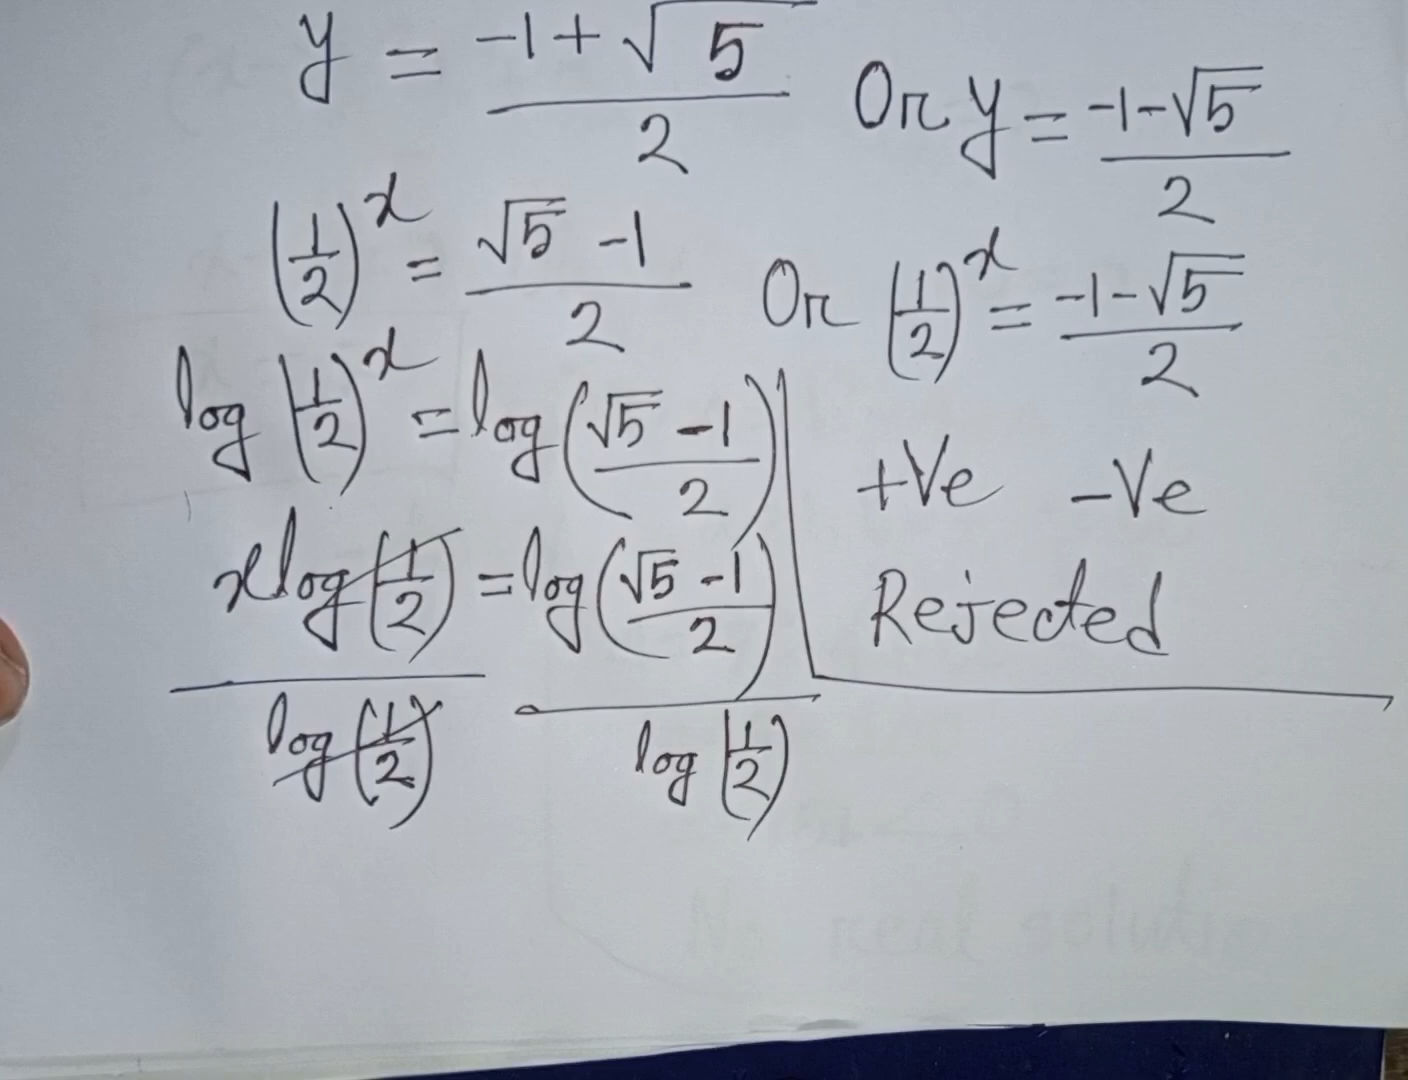 y = (-1+√5)/2 Or y = (-1-√5)/2
(1/2)^x = (√5 -1)/2 Or (1/2)^x = (-1-√5)/2
log (1/2)^x = log((√5 -1)/2) +Ve -Ve
x log(1/2) / log(1/2) = log((√5 -1)/2) / log(1/2) Rejected
real